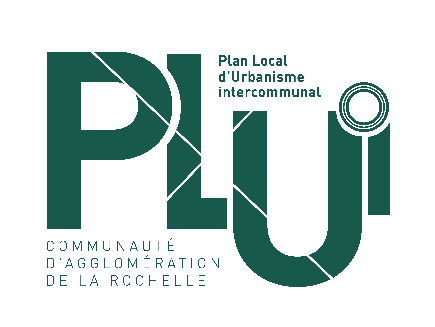 PLUi
Plan Local
d'Urbanisme
intercommunal
COMMUNAUTÉ
D'AGGLOMÉRATION
DE LA ROCHELLE